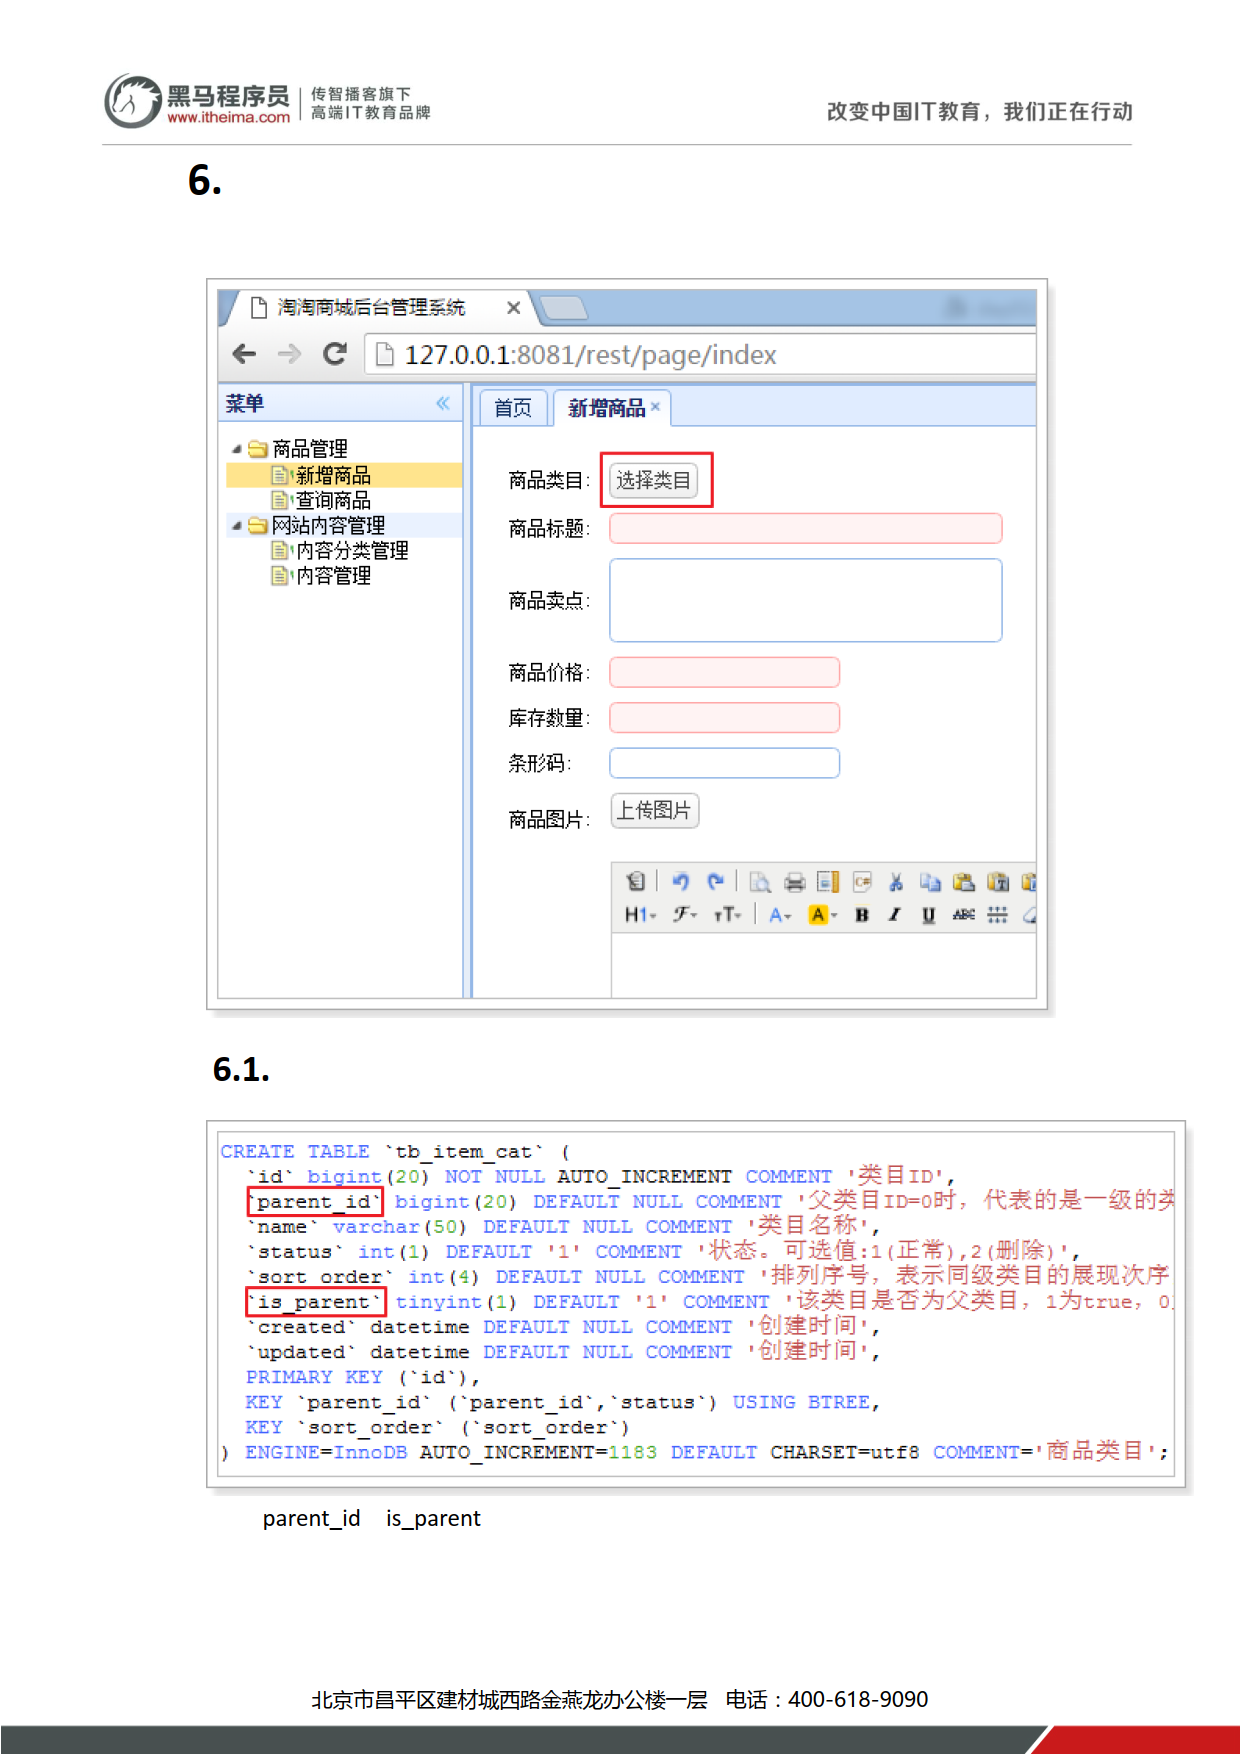 黑马程序员
www.itheima.com
传智播客旗下
高端IT教育品牌
改变中国IT教育，我们正在行动
6.
淘淘商城后台管理系统
127.0.0.1:8081/rest/page/index
菜单
首页
新增商品
商品管理
新增商品
查询商品
网站内容管理
内容分类管理
内容管理
商品类目:
选择类目
商品标题:
商品卖点:
商品价格:
库存数量:
条形码:
商品图片:
上传图片
6.1.
CREATE TABLE `tb_item_cat` (
`id` bigint(20) NOT NULL AUTO_INCREMENT COMMENT '类目ID',
`parent_id` bigint(20) DEFAULT NULL COMMENT '父类目ID=0时，代表的是一级的类
`name` varchar(50) DEFAULT NULL COMMENT '类目名称',
`status` int(1) DEFAULT '1' COMMENT '状态。可选值:1(正常),2(删除)',
`sort_order` int(4) DEFAULT NULL COMMENT '排列序号，表示同级类目的展现次序
`is_parent` tinyint(1) DEFAULT '1' COMMENT '该类目是否为父类目，1为true，0
`created` datetime DEFAULT NULL COMMENT '创建时间',
`updated` datetime DEFAULT NULL COMMENT '创建时间',
PRIMARY KEY (`id`),
KEY `parent_id` (`parent_id`,`status`) USING BTREE,
KEY `sort_order` (`sort_order`)
) ENGINE=InnoDB AUTO_INCREMENT=1183 DEFAULT CHARSET=utf8 COMMENT='商品类目';
parent_id is_parent
北京市昌平区建材城西路金燕龙办公楼一层 电话：400-618-9090